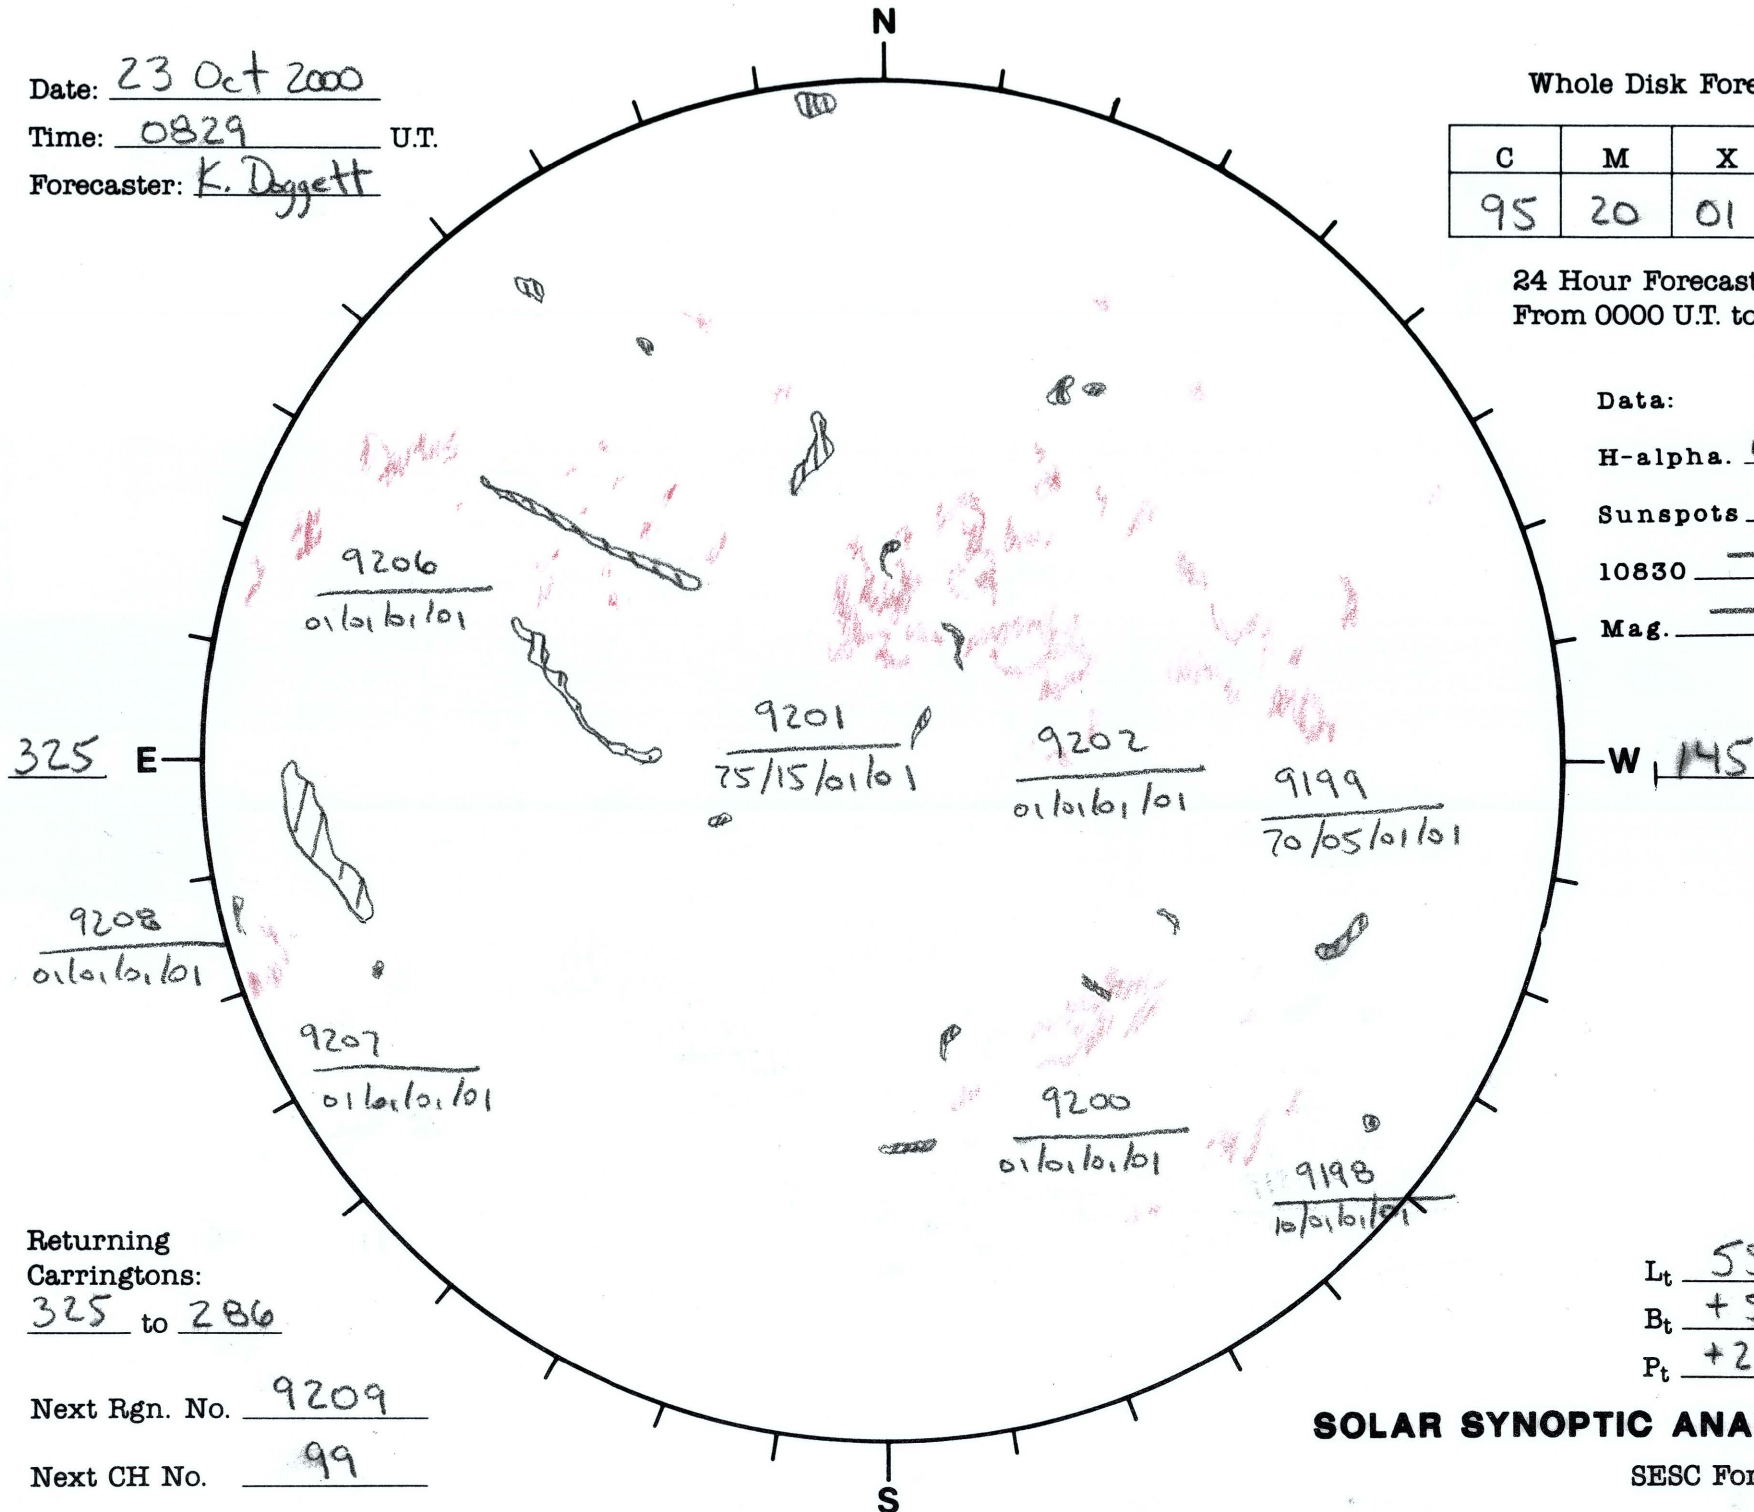 N
Date: 23 Oct 2000
Time: 0829 U.T.
Forecaster: K. Doggett
Whole Disk Fore
C M X
95 20 01
24 Hour Forecast
From 0000 U.T. to
Data:
H-alpha.
Sunspots
10830
Mag.
9206
01/01/01/01
9201
75/15/01/01
9202
01/01/01/01
9199
70/05/01/01
325 E
W 145
9208
01/01/01/01
9207
01/01/01/01
9200
01/01/01/01
9198
10/01/01/01
Returning
Carringtons:
325 to 286
Next Rgn. No. 9209
Next CH No. 99
Lt 5
Bt +
Pt +2
SOLAR SYNOPTIC ANA
SESC For
S